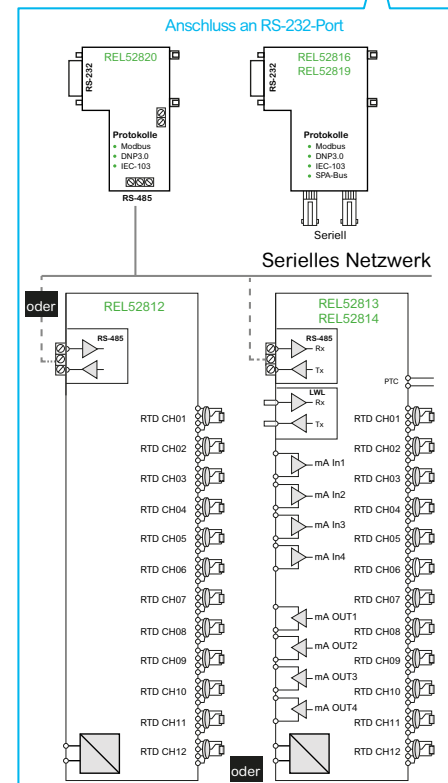 Anschluss an RS-232-Port
REL52820
RS-232
Protokolle
• Modbus
• DNP3.0
• IEC-103
RS-485
REL52816
REL52819
RS-232
Protokolle
• Modbus
• DNP3.0
• IEC-103
• SPA-Bus
Seriell
Serielles Netzwerk
oder
REL52812
RS-485
RTD CH01
RTD CH02
RTD CH03
RTD CH04
RTD CH05
RTD CH06
RTD CH07
RTD CH08
RTD CH09
RTD CH10
RTD CH11
RTD CH12
oder
REL52813
REL52814
RS-485
Rx
Tx
LWL
Rx
Tx
PTC
mA In1
mA In2
mA In3
mA In4
mA OUT1
mA OUT2
mA OUT3
mA OUT4
RTD CH01
RTD CH02
RTD CH03
RTD CH04
RTD CH05
RTD CH06
RTD CH07
RTD CH08
RTD CH09
RTD CH10
RTD CH11
RTD CH12